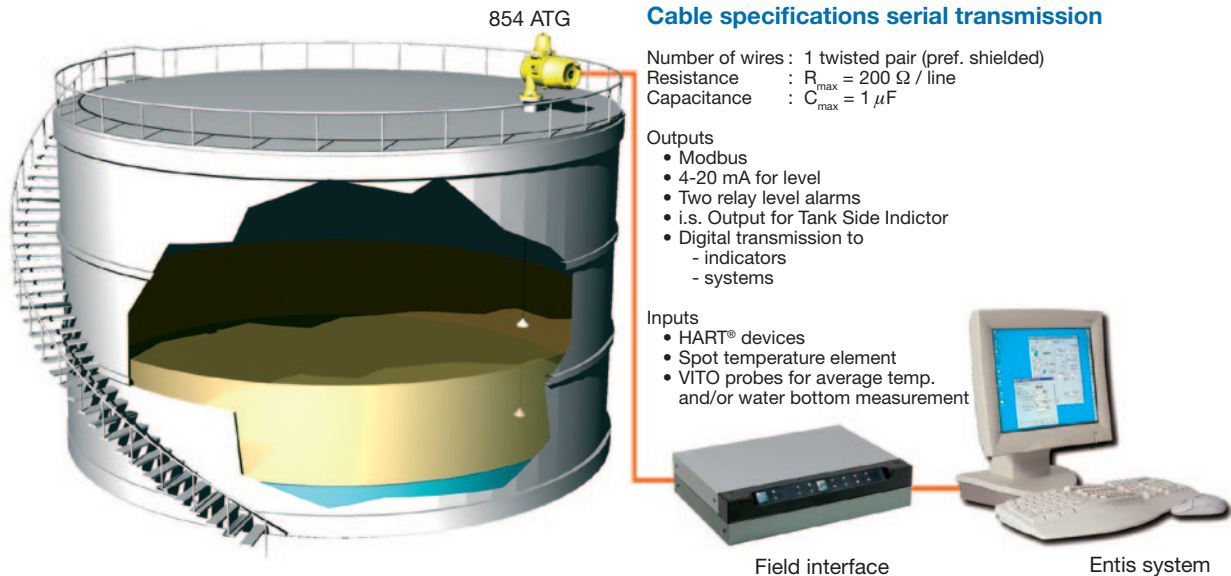 854 ATG
Cable specifications serial transmission
Number of wires : 1 twisted pair (pref. shielded)
Resistance : Rmax = 200 Ω / line
Capacitance : Cmax = 1 µF
Outputs
• Modbus
• 4-20 mA for level
• Two relay level alarms
• i.s. Output for Tank Side Indictor
• Digital transmission to
- indicators
- systems
Inputs
• HART® devices
• Spot temperature element
• VITO probes for average temp.
and/or water bottom measurement
Field interface
Entis system